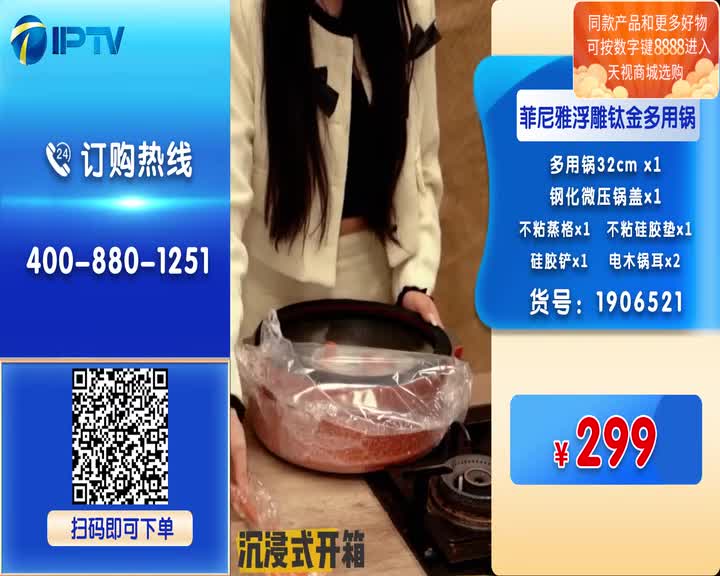 IPTV
24
订购热线
400-880-1251
扫码即可下单
沉浸式开箱
同款产品和更多好物
可按数字键8888进入
天视商城选购
菲尼雅浮雕钛金多用锅
多用锅32cm x1
钢化微压锅盖x1
不粘蒸格x1 不粘硅胶垫x1
硅胶铲x1 电木锅耳x2
货号：1906521
¥299